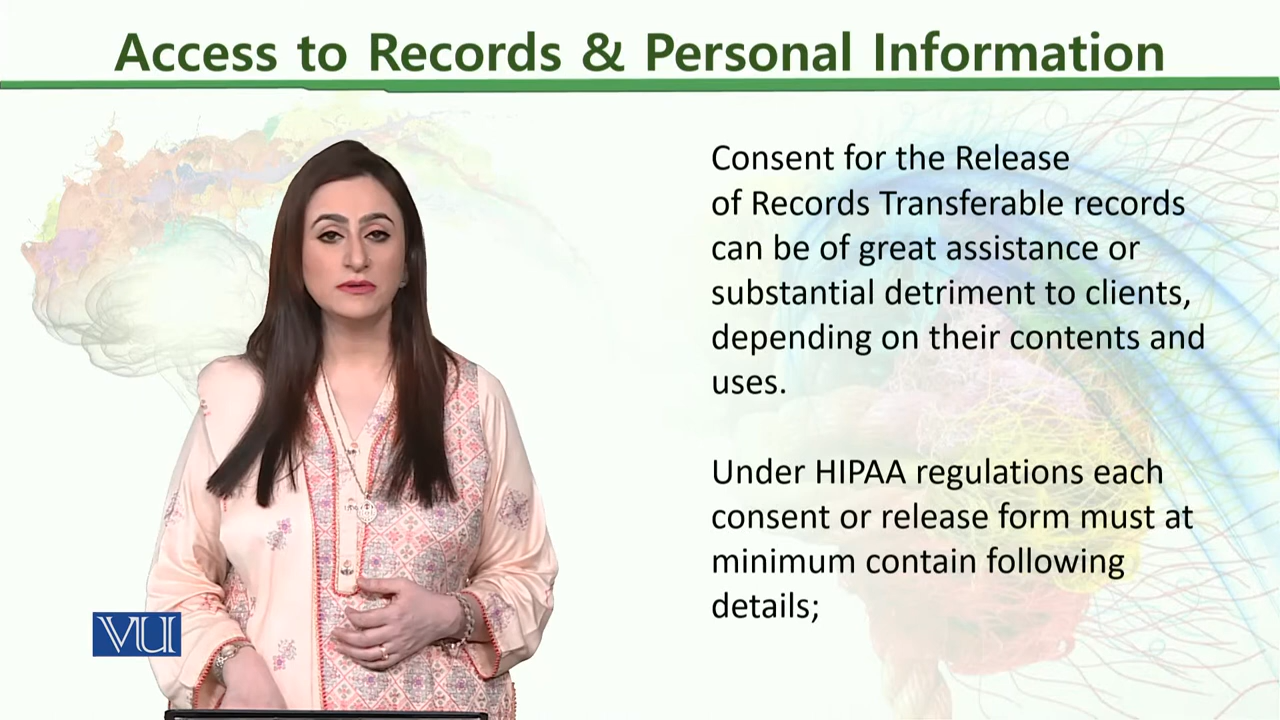 Access to Records & Personal Information
Consent for the Release
of Records Transferable records
can be of great assistance or
substantial detriment to clients,
depending on their contents and
uses.
Under HIPAA regulations each
consent or release form must at
minimum contain following
details;
VU